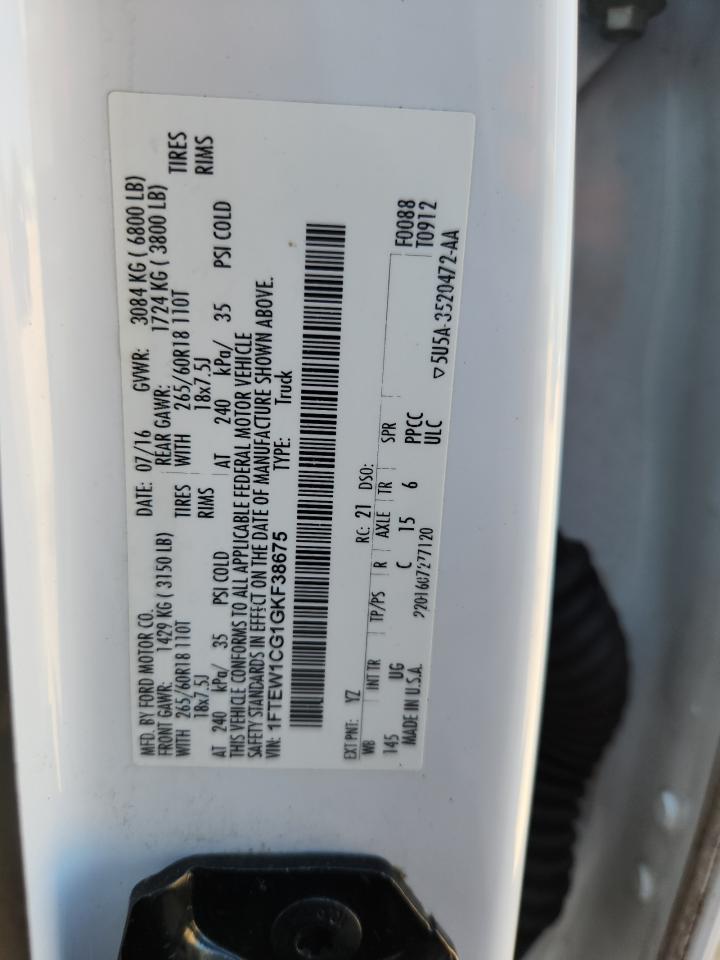 MFD. BY FORD MOTOR CO. DATE: 07/16 GVWR: 3084 KG ( 6800 LB)
FRONT GAWR: 1429 KG ( 3150 LB) REAR GAWR: 1724 KG ( 3800 LB)
WITH 265/60R18 110T TIRES WITH 265/60R18 110T TIRES
18x7.5J RIMS 18x7.5J RIMS
AT 240 kPa/ 35 PSI COLD AT 240 kPa/ 35 PSI COLD
THIS VEHICLE CONFORMS TO ALL APPLICABLE FEDERAL MOTOR VEHICLE
SAFETY STANDARDS IN EFFECT ON THE DATE OF MANUFACTURE SHOWN ABOVE.
VIN: 1FTEW1CG1GKF38675 TYPE: Truck
EXT PNT: YZ RC: 21 DSO:
WB INT TR TP/PS R AXLE TR SPR F0088
145 UG C 15 6 PPCC T0912
MADE IN U.S.A. 2201607277120 ULC
▽ 5U5A-3520472-AA